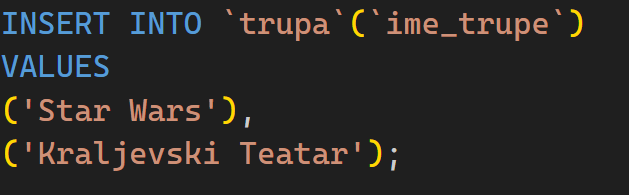 INSERT INTO `trupa`(`ime_trupe`)
VALUES
('Star Wars'),
('Kraljevski Teatar');